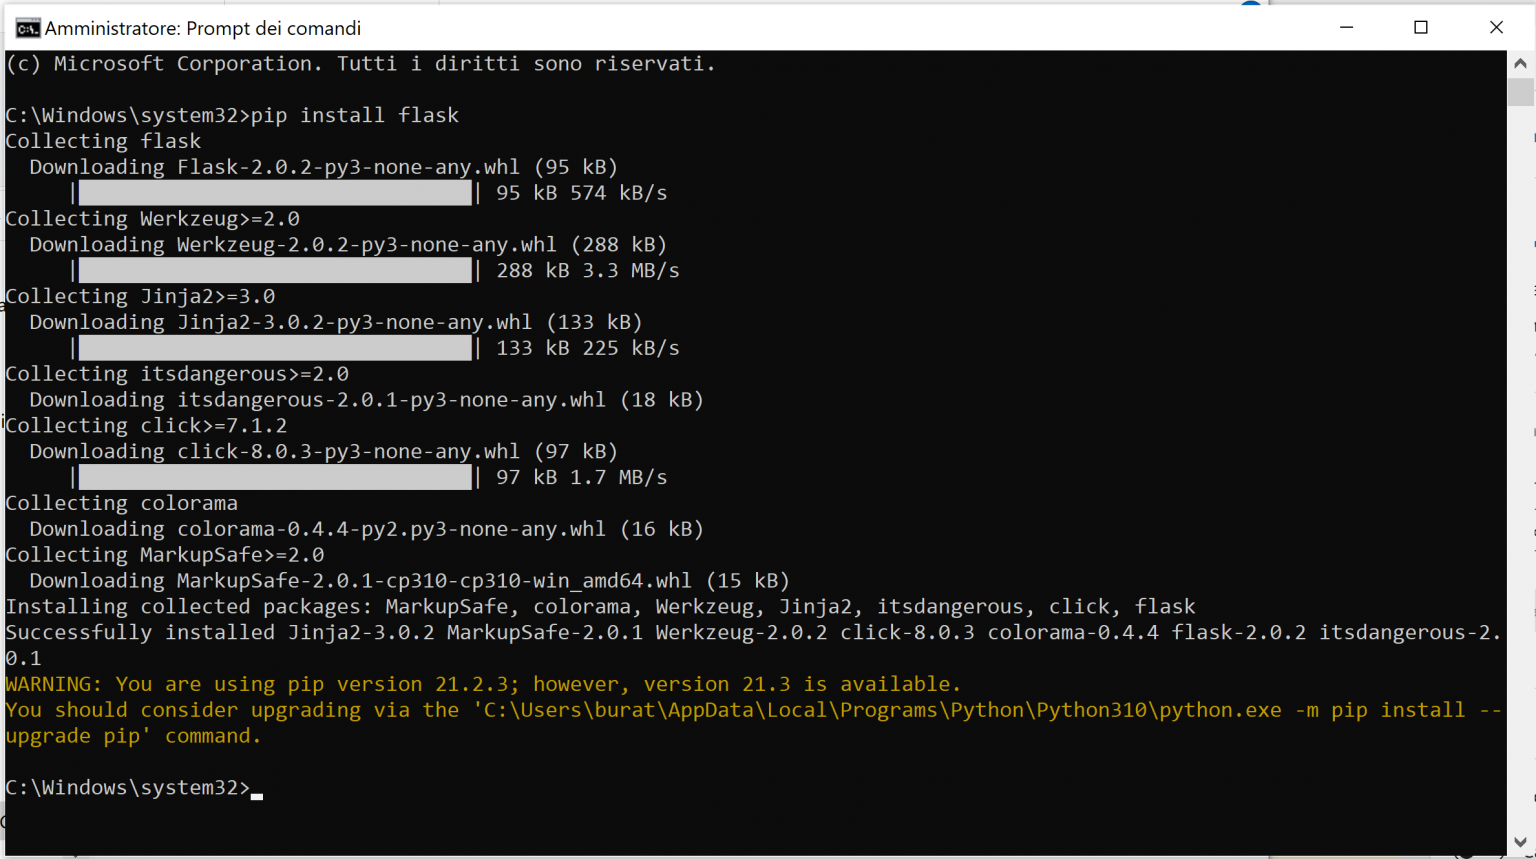 Amministratore: Prompt dei comandi
(c) Microsoft Corporation. Tutti i diritti sono riservati.
C:\Windows\system32>pip install flask
Collecting flask
  Downloading Flask-2.0.2-py3-none-any.whl (95 kB)
     |████████████████████████████████| 95 kB 574 kB/s
Collecting Werkzeug>=2.0
  Downloading Werkzeug-2.0.2-py3-none-any.whl (288 kB)
     |████████████████████████████████| 288 kB 3.3 MB/s
Collecting Jinja2>=3.0
  Downloading Jinja2-3.0.2-py3-none-any.whl (133 kB)
     |████████████████████████████████| 133 kB 225 kB/s
Collecting itsdangerous>=2.0
  Downloading itsdangerous-2.0.1-py3-none-any.whl (18 kB)
Collecting click>=7.1.2
  Downloading click-8.0.3-py3-none-any.whl (97 kB)
     |████████████████████████████████| 97 kB 1.7 MB/s
Collecting colorama
  Downloading colorama-0.4.4-py2.py3-none-any.whl (16 kB)
Collecting MarkupSafe>=2.0
  Downloading MarkupSafe-2.0.1-cp310-cp310-win_amd64.whl (15 kB)
Installing collected packages: MarkupSafe, colorama, Werkzeug, Jinja2, itsdangerous, click, flask
Successfully installed Jinja2-3.0.2 MarkupSafe-2.0.1 Werkzeug-2.0.2 click-8.0.3 colorama-0.4.4 flask-2.0.2 itsdangerous-2.
0.1
WARNING: You are using pip version 21.2.3; however, version 21.3 is available.
You should consider upgrading via the 'C:\Users\burat\AppData\Local\Programs\Python\Python310\python.exe -m pip install --
upgrade pip' command.
C:\Windows\system32>